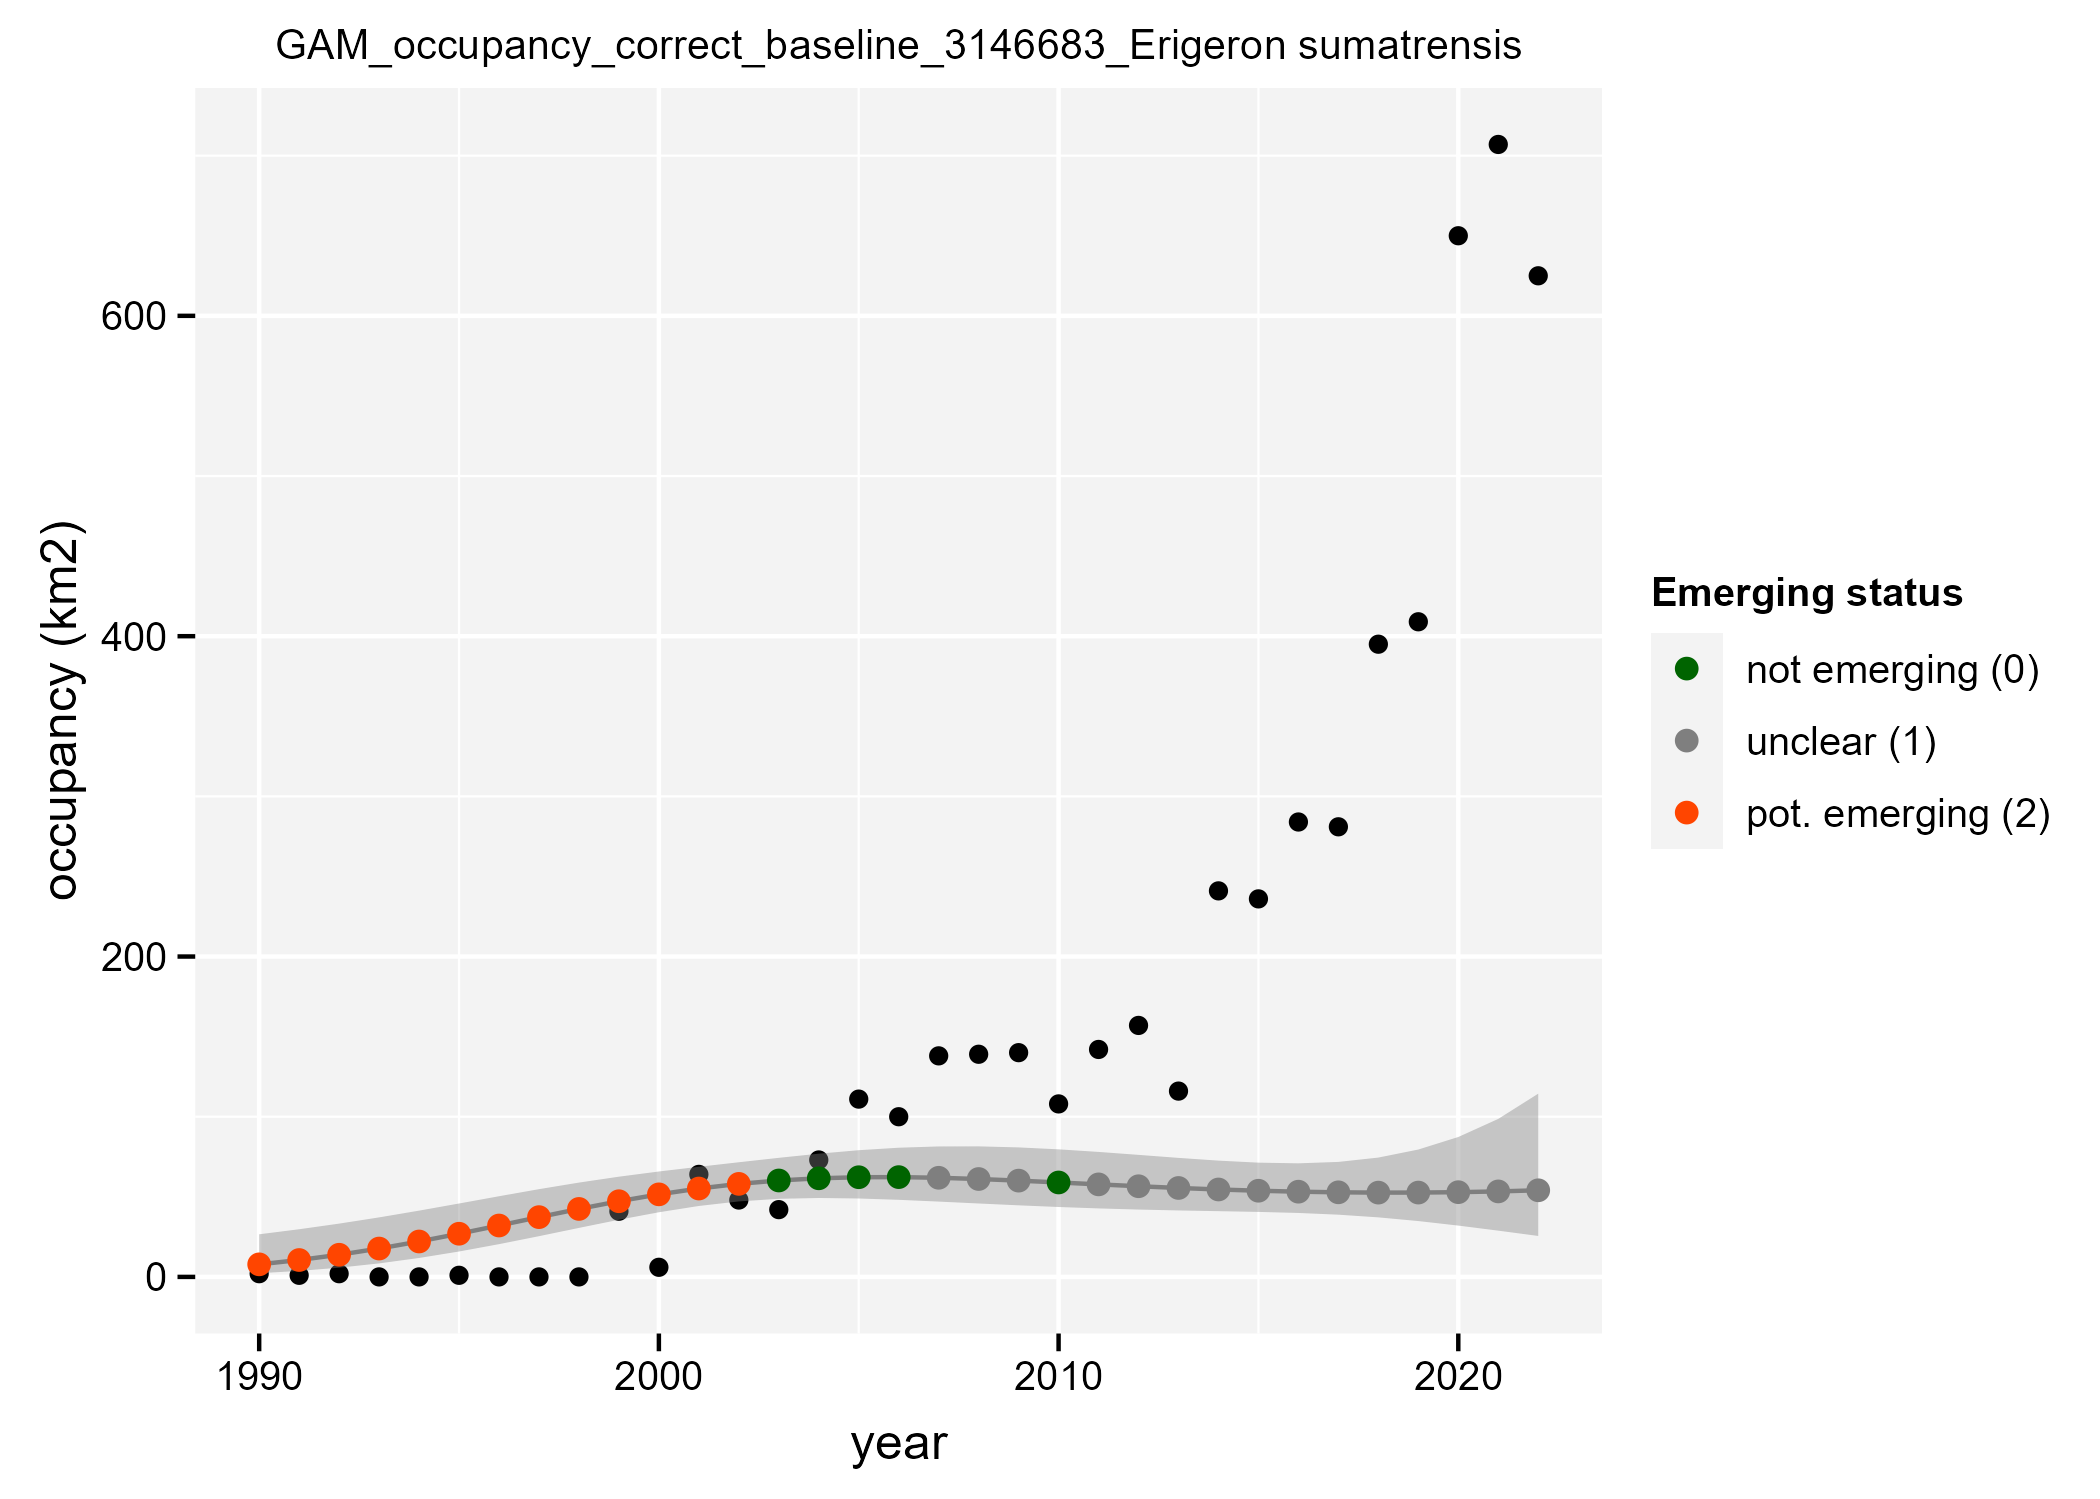 GAM_occupancy_correct_baseline_3146683_Erigeron sumatrensis
occupancy (km2)
600
400
200
0
1990 2000 2010 2020
year
Emerging status
not emerging (0)
unclear (1)
pot. emerging (2)